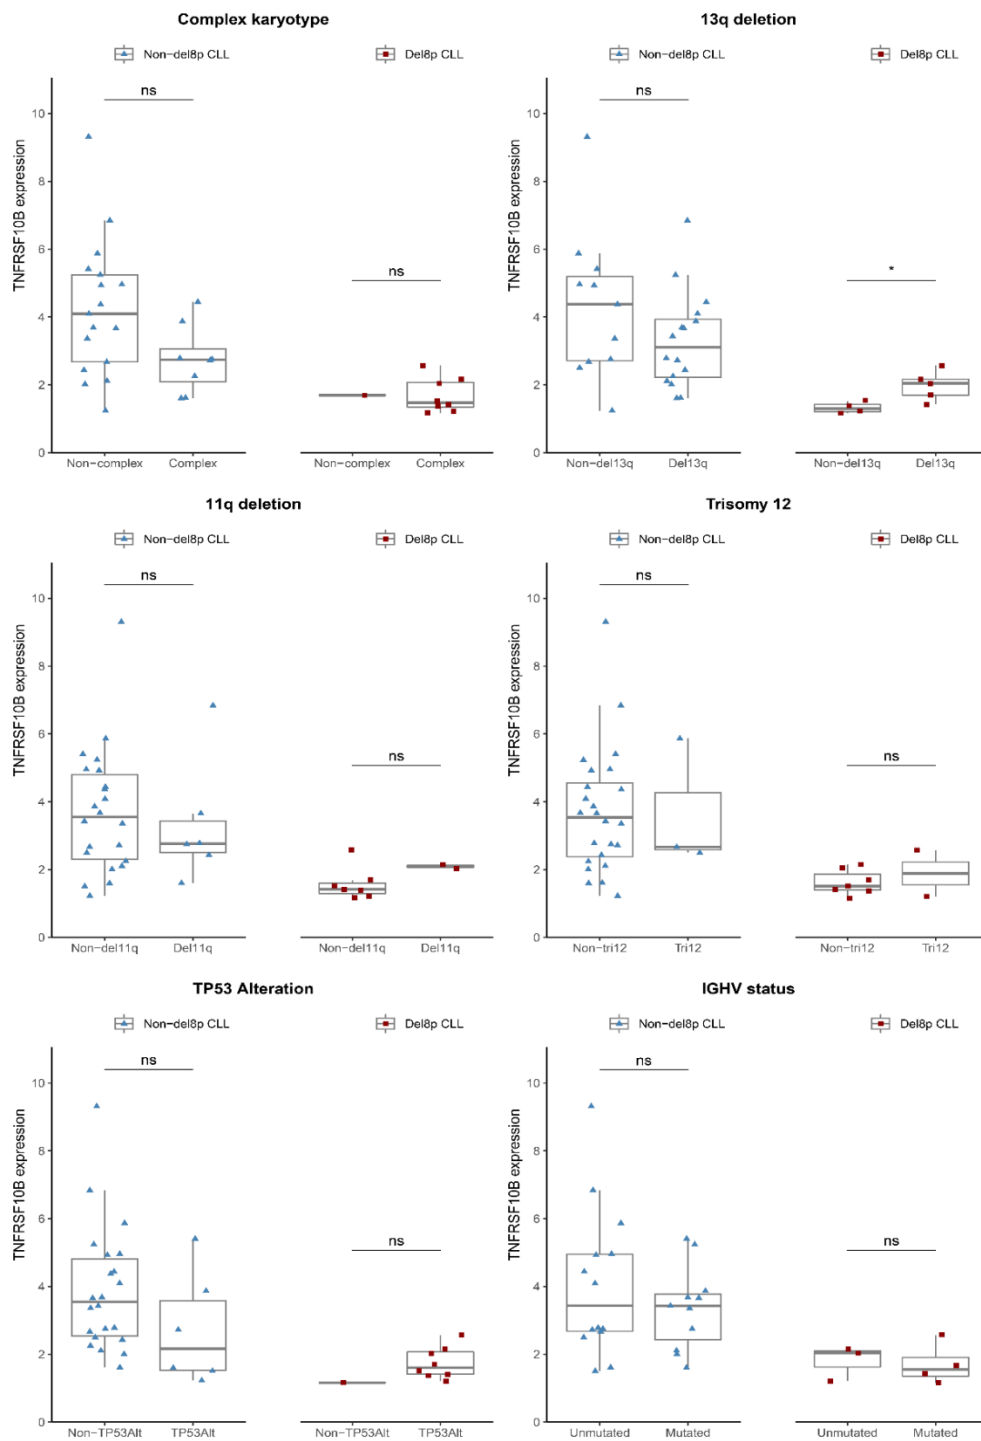 Complex karyotype
Non-del8p CLL
Del8p CLL
TNFRSF10B expression
10
8
6
4
2
0
ns
ns
Non-complex
Complex
Non-complex
Complex
13q deletion
Non-del8p CLL
Del8p CLL
TNFRSF10B expression
10
8
6
4
2
0
ns
*
Non-del13q
Del13q
Non-del13q
Del13q
11q deletion
Non-del8p CLL
Del8p CLL
TNFRSF10B expression
10
8
6
4
2
0
ns
ns
Non-del11q
Del11q
Non-del11q
Del11q
Trisomy 12
Non-del8p CLL
Del8p CLL
TNFRSF10B expression
10
8
6
4
2
0
ns
ns
Non-tri12
Tri12
Non-tri12
Tri12
TP53 Alteration
Non-del8p CLL
Del8p CLL
TNFRSF10B expression
10
8
6
4
2
0
ns
ns
Non-TP53Alt
TP53Alt
Non-TP53Alt
TP53Alt
IGHV status
Non-del8p CLL
Del8p CLL
TNFRSF10B expression
10
8
6
4
2
0
ns
ns
Unmutated
Mutated
Unmutated
Mutated